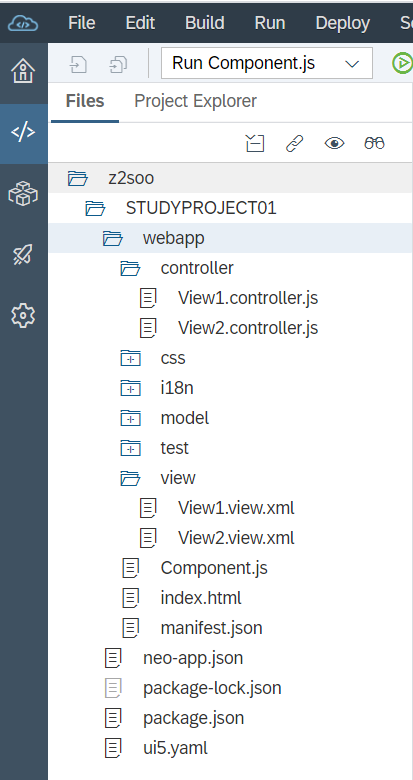 File Edit Build Run Deploy
Run Component.js
Files Project Explorer
z2soo
STUDYPROJECT01
webapp
controller
View1.controller.js
View2.controller.js
css
i18n
model
test
view
View1.view.xml
View2.view.xml
Component.js
index.html
manifest.json
neo-app.json
package-lock.json
package.json
ui5.yaml